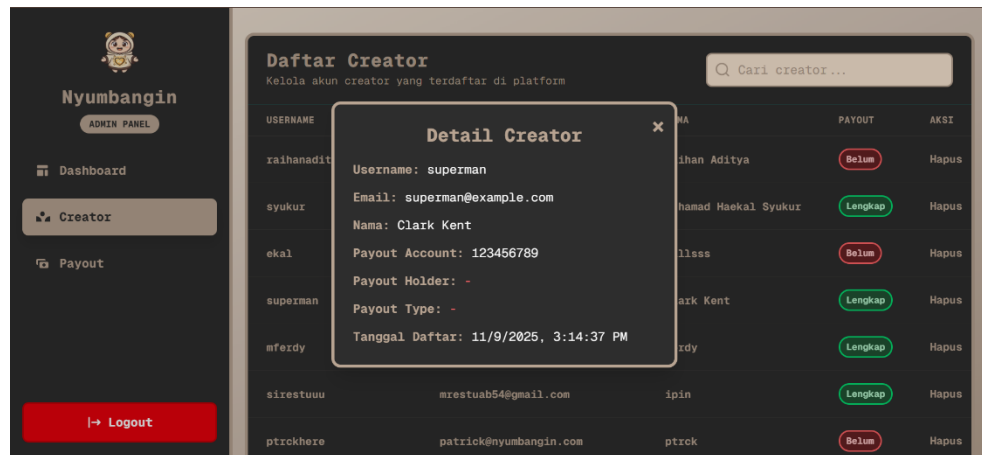 Nyumbangin
ADMIN PANEL
Dashboard
Creator
Payout
Logout
Daftar Creator
Kelola akun creator yang terdaftar di platform
Cari creator...
USERNAME PAYOUT AKSI
raihanadit ihan Aditya Belum Hapus
syukur hamad Haekal Syukur Lengkap Hapus
ekal llsss Belum Hapus
superman ark Kent Lengkap Hapus
mferdy rdy Lengkap Hapus
sirestuuu mrestuab54@gmail.com ipin Lengkap Hapus
ptrckhere patrick@nyumbangin.com ptrck Belum Hapus
Detail Creator ×
Username: superman
Email: superman@example.com
Nama: Clark Kent
Payout Account: 123456789
Payout Holder: -
Payout Type: -
Tanggal Daftar: 11/9/2025, 3:14:37 PM